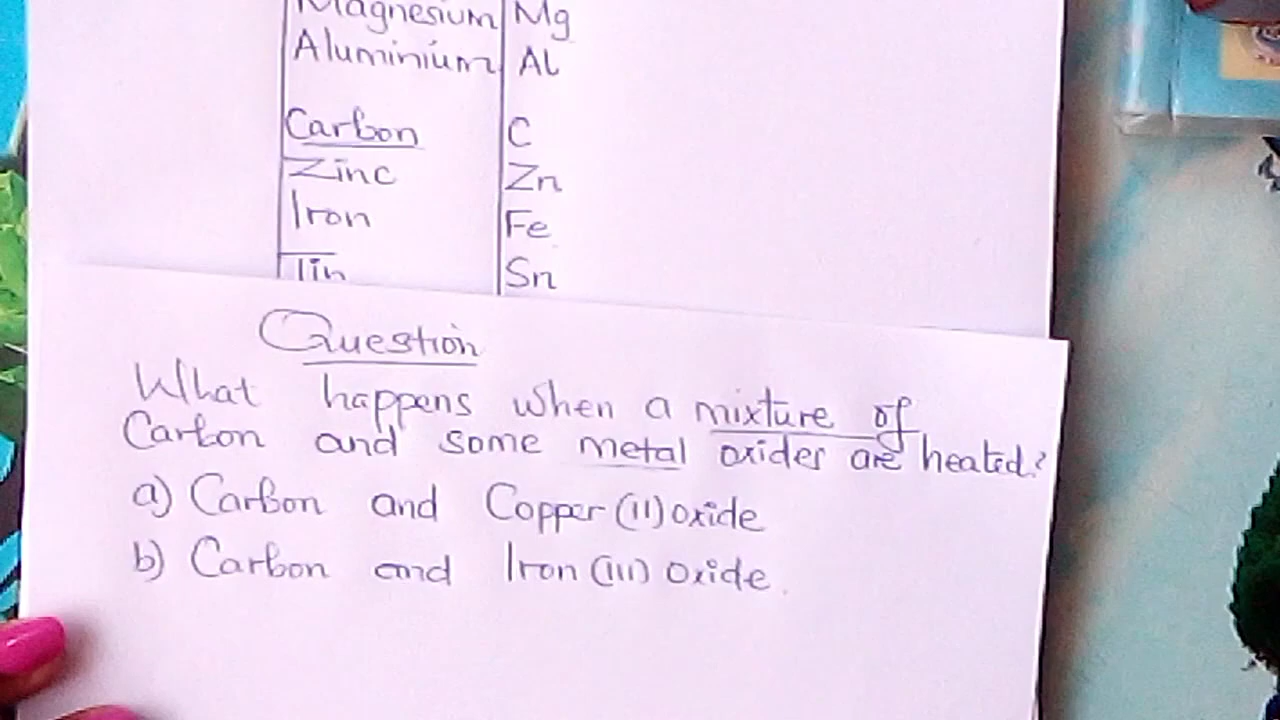 Magnesium Mg
Aluminium Al
Carbon C
Zinc Zn
Iron Fe
Tin Sn
Question
What happens when a mixture of
Carbon and some metal oxides are heated?
a) Carbon and Copper (II) oxide
b) Carbon and Iron (III) Oxide.